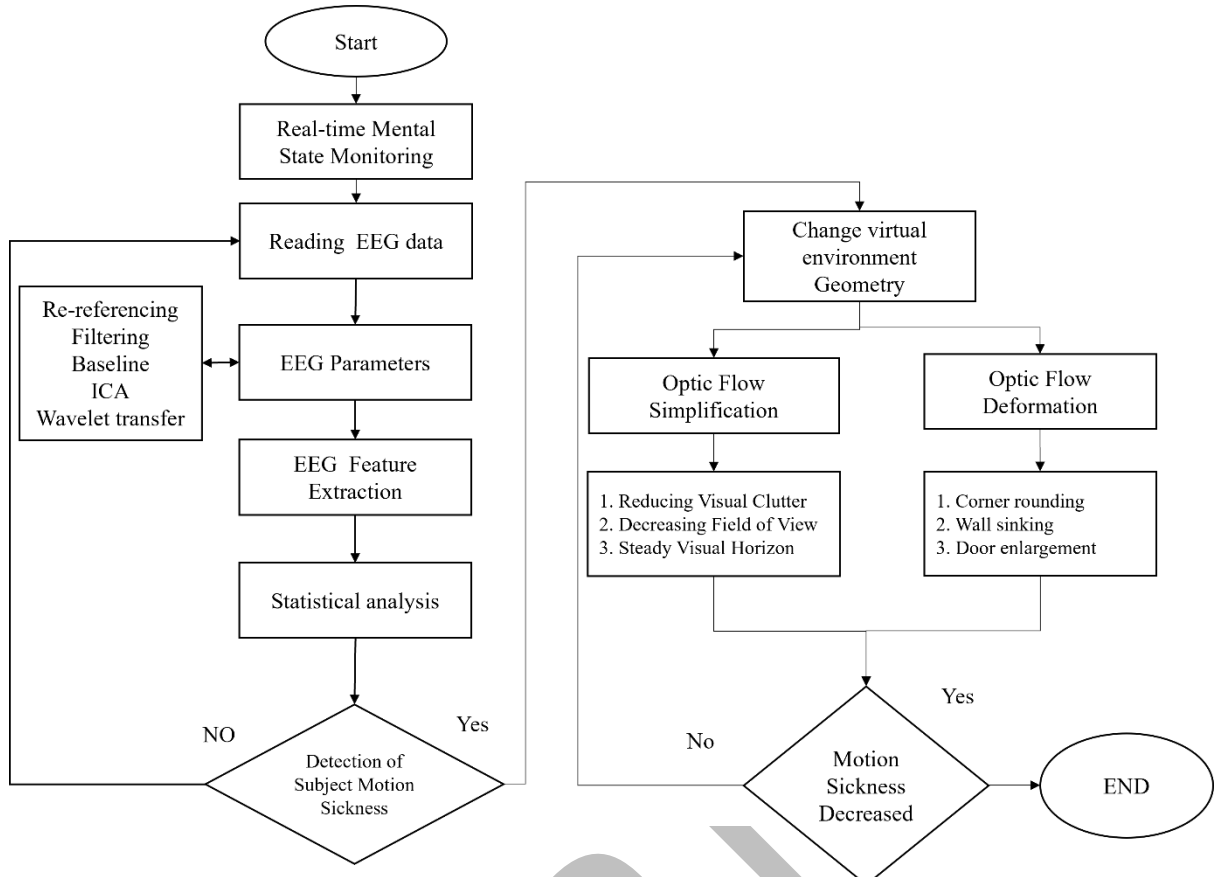 Start
Real-time Mental
State Monitoring
Reading EEG data
Re-referencing
Filtering
Baseline
ICA
Wavelet transfer
EEG Parameters
EEG Feature
Extraction
Statistical analysis
NO
Yes
Detection of
Subject Motion
Sickness
Change virtual
environment
Geometry
Optic Flow
Simplification
Optic Flow
Deformation
1. Reducing Visual Clutter
2. Decreasing Field of View
3. Steady Visual Horizon
1. Corner rounding
2. Wall sinking
3. Door enlargement
No
Yes
Motion
Sickness
Decreased
END